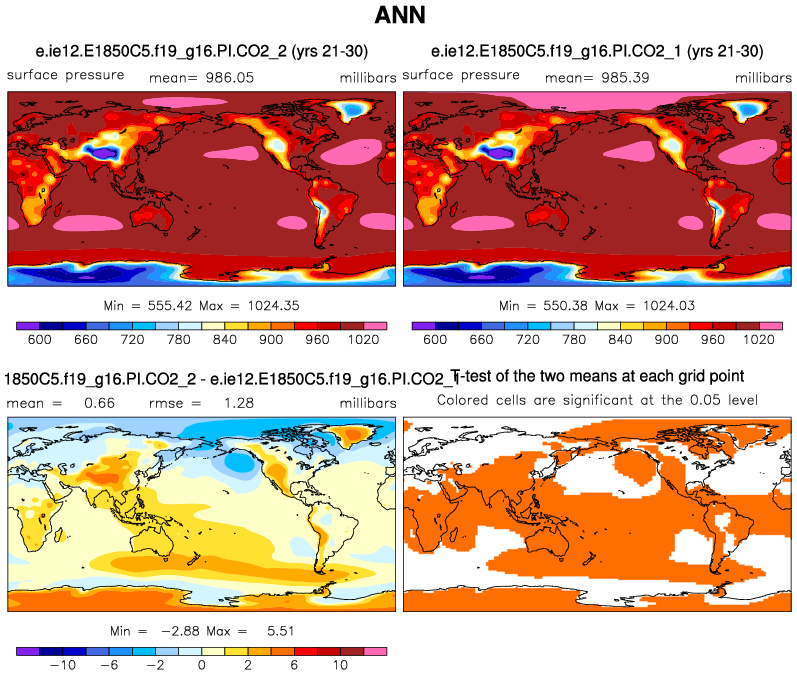 ANN
e.ie12.E1850C5.f19_g16.PI.CO2_2 (yrs 21-30)
surface pressure mean= 986.05 millibars
Min = 555.42 Max = 1024.35
600 660 720 780 840 900 960 1020
e.ie12.E1850C5.f19_g16.PI.CO2_1 (yrs 21-30)
surface pressure mean= 985.39 millibars
Min = 550.38 Max = 1024.03
600 660 720 780 840 900 960 1020
1850C5.f19_g16.PI.CO2_2 - e.ie12.E1850C5.f19_g16.PI.CO2_
mean = 0.66 rmse = 1.28 millibars
Min = -2.88 Max = 5.51
-10 -6 -2 0 2 6 10
T-test of the two means at each grid point
Colored cells are significant at the 0.05 level